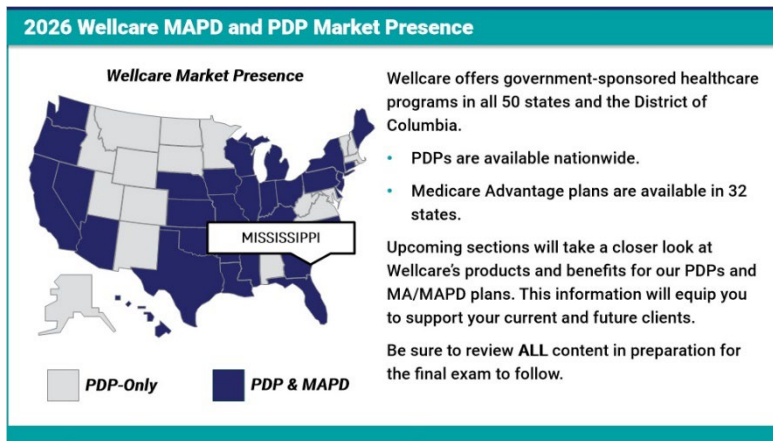 2026 Wellcare MAPD and PDP Market Presence
Wellcare Market Presence
MISSISSIPPI
PDP-Only
PDP & MAPD
Wellcare offers government-sponsored healthcare
programs in all 50 states and the District of
Columbia.
• PDPs are available nationwide.
• Medicare Advantage plans are available in 32
states.
Upcoming sections will take a closer look at
Wellcare's products and benefits for our PDPs and
MA/MAPD plans. This information will equip you
to support your current and future clients.
Be sure to review ALL content in preparation for
the final exam to follow.